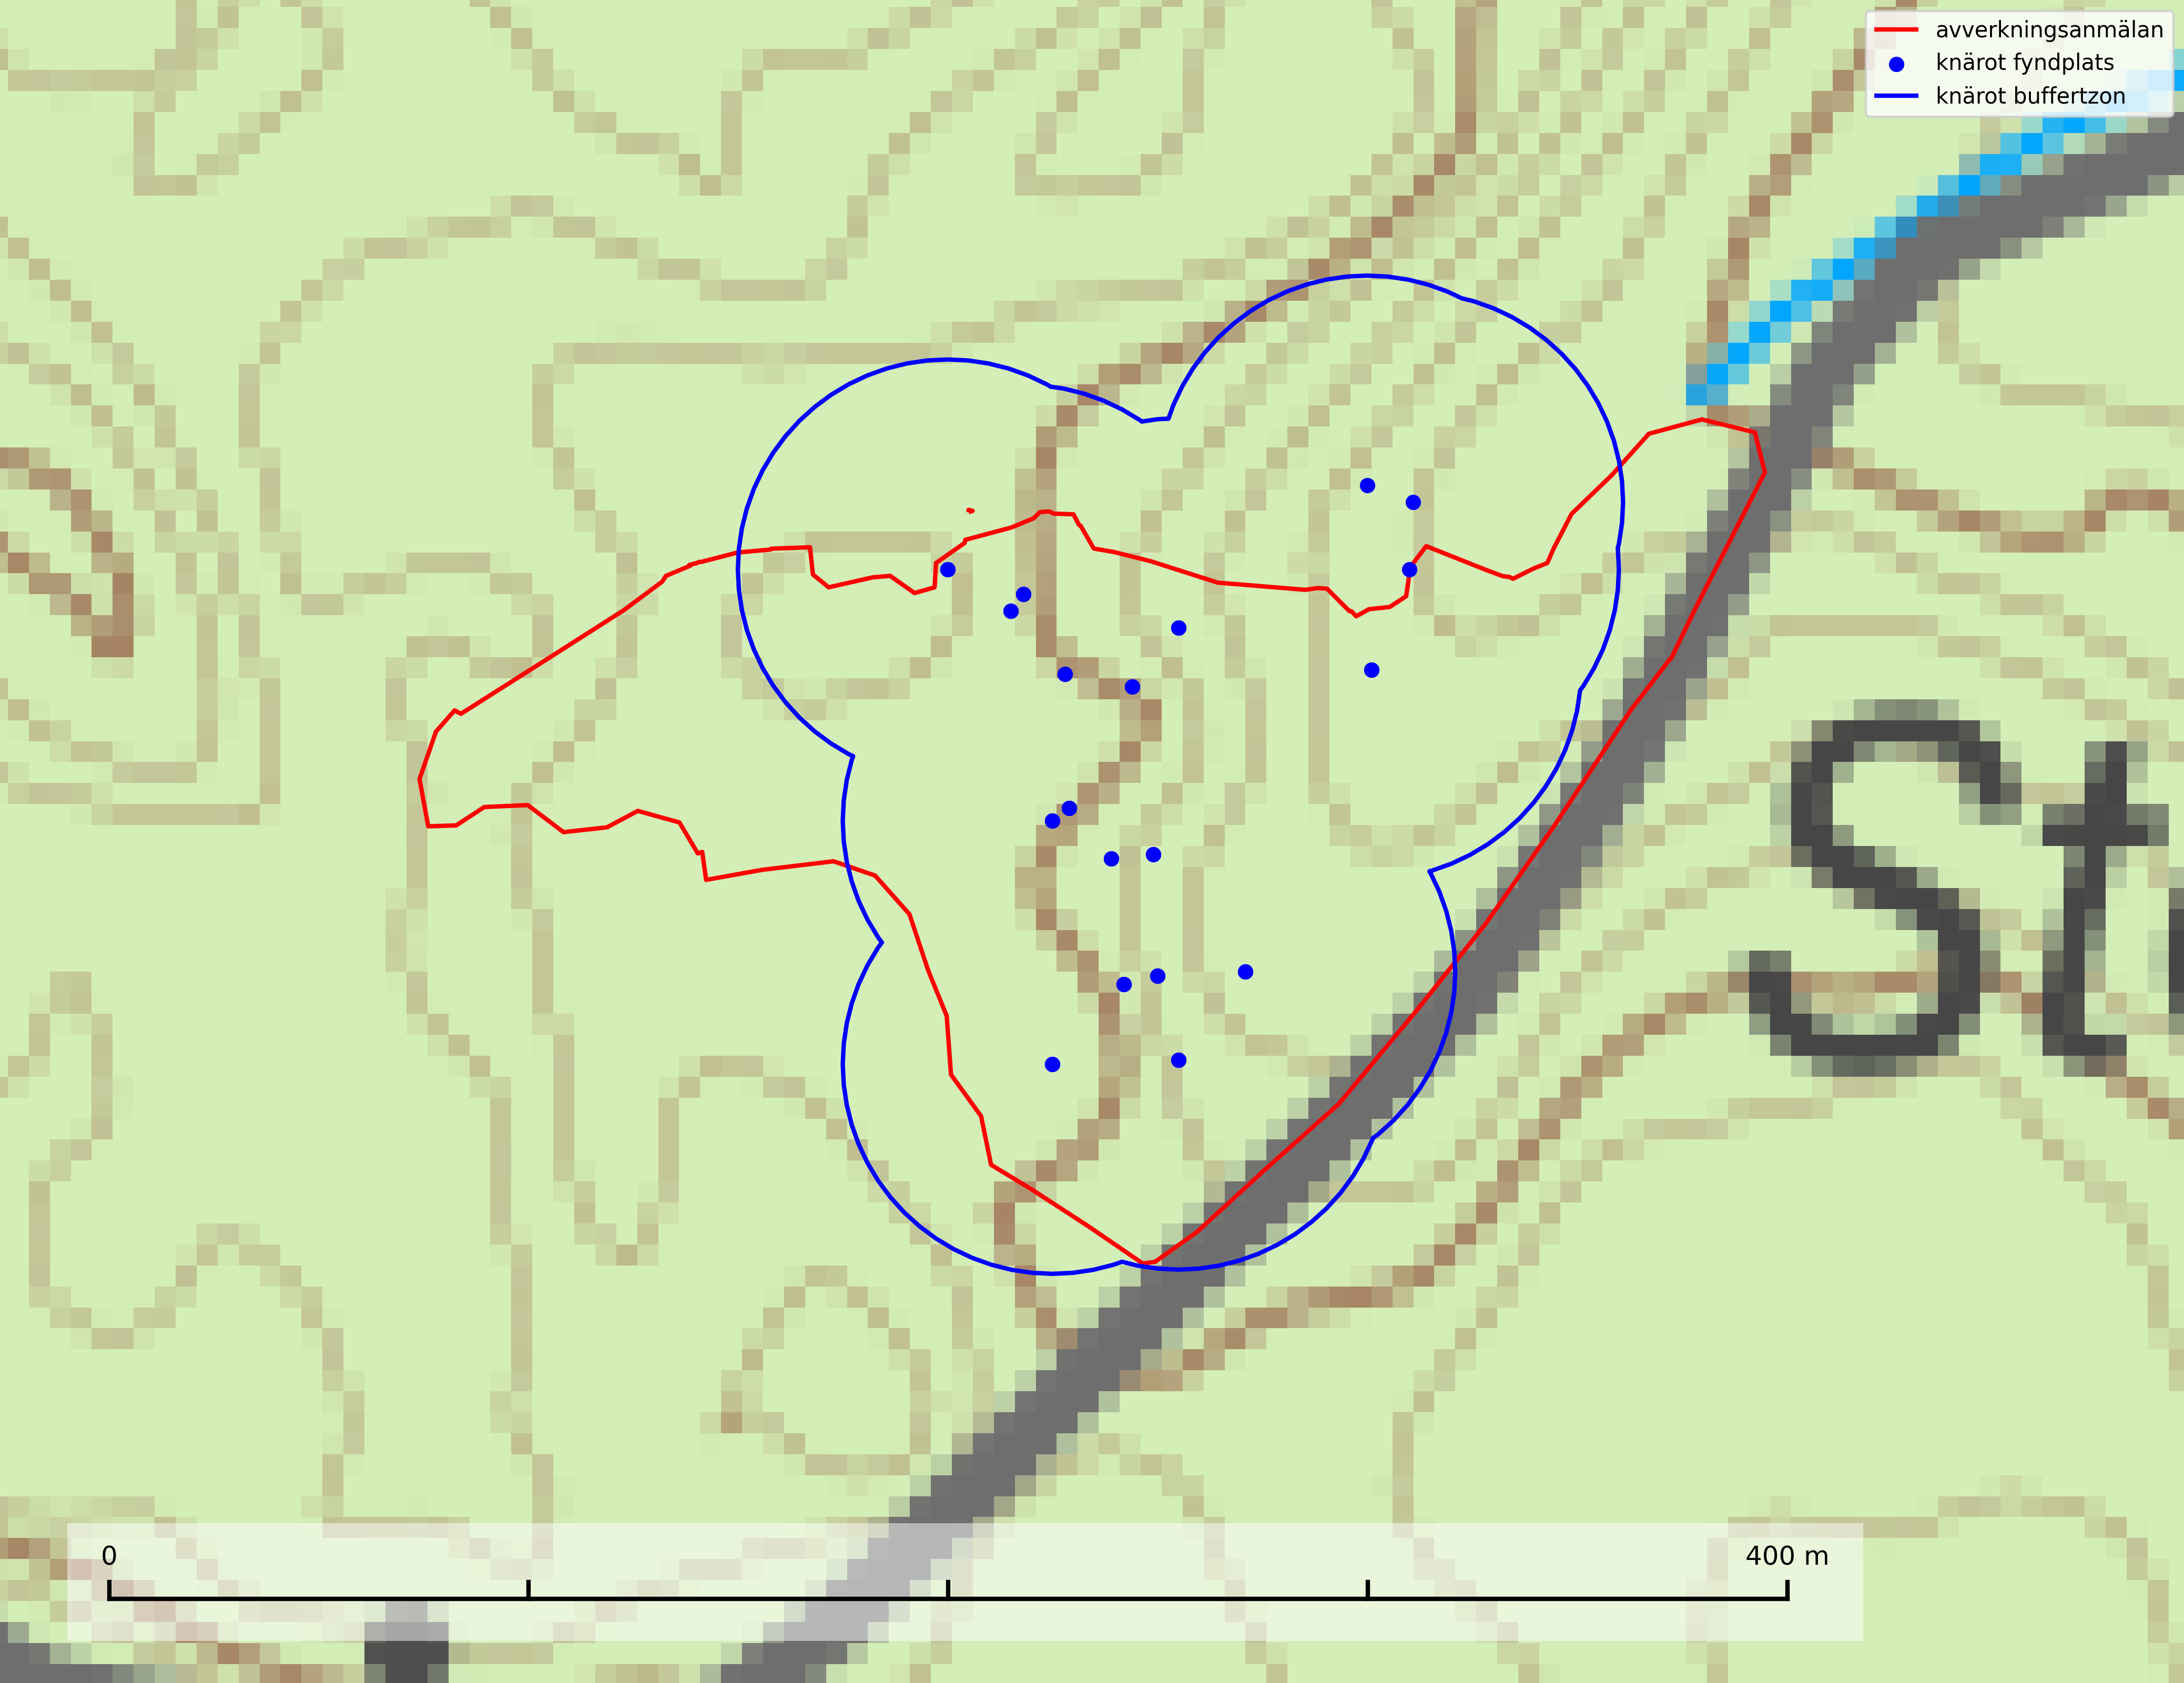 avverkningsanmälan
knärot fyndplats
knärot buffertzon
St
0 400 m